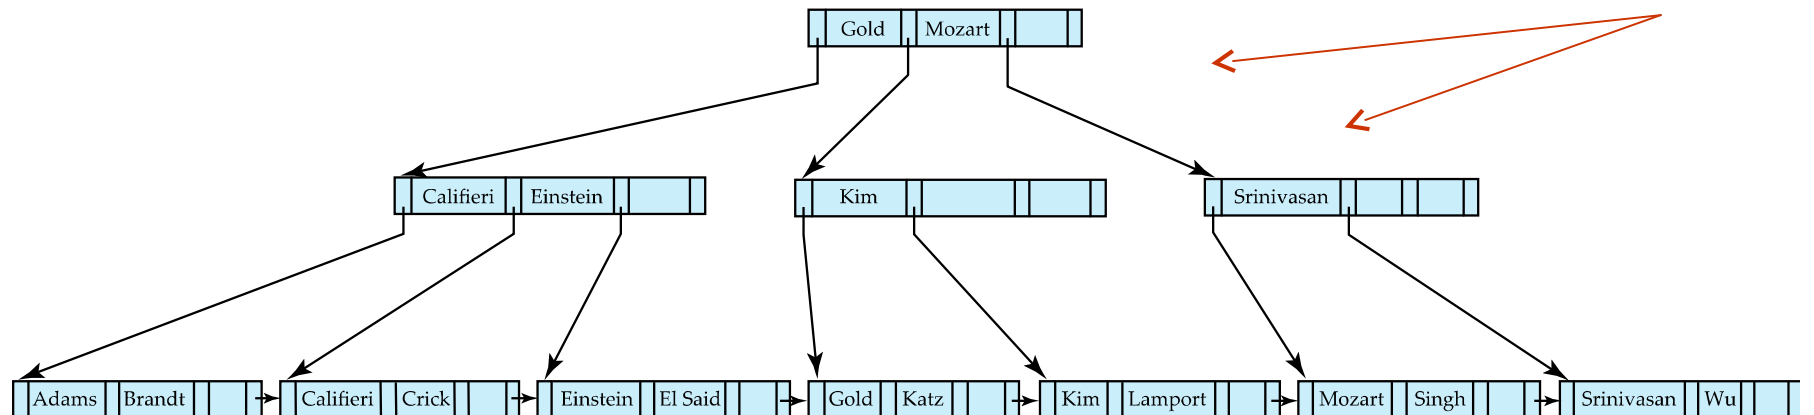 Gold Mozart
Califieri Einstein Kim Srinivasan
Adams Brandt Califieri Crick Einstein El Said Gold Katz Kim Lamport Mozart Singh Srinivasan Wu